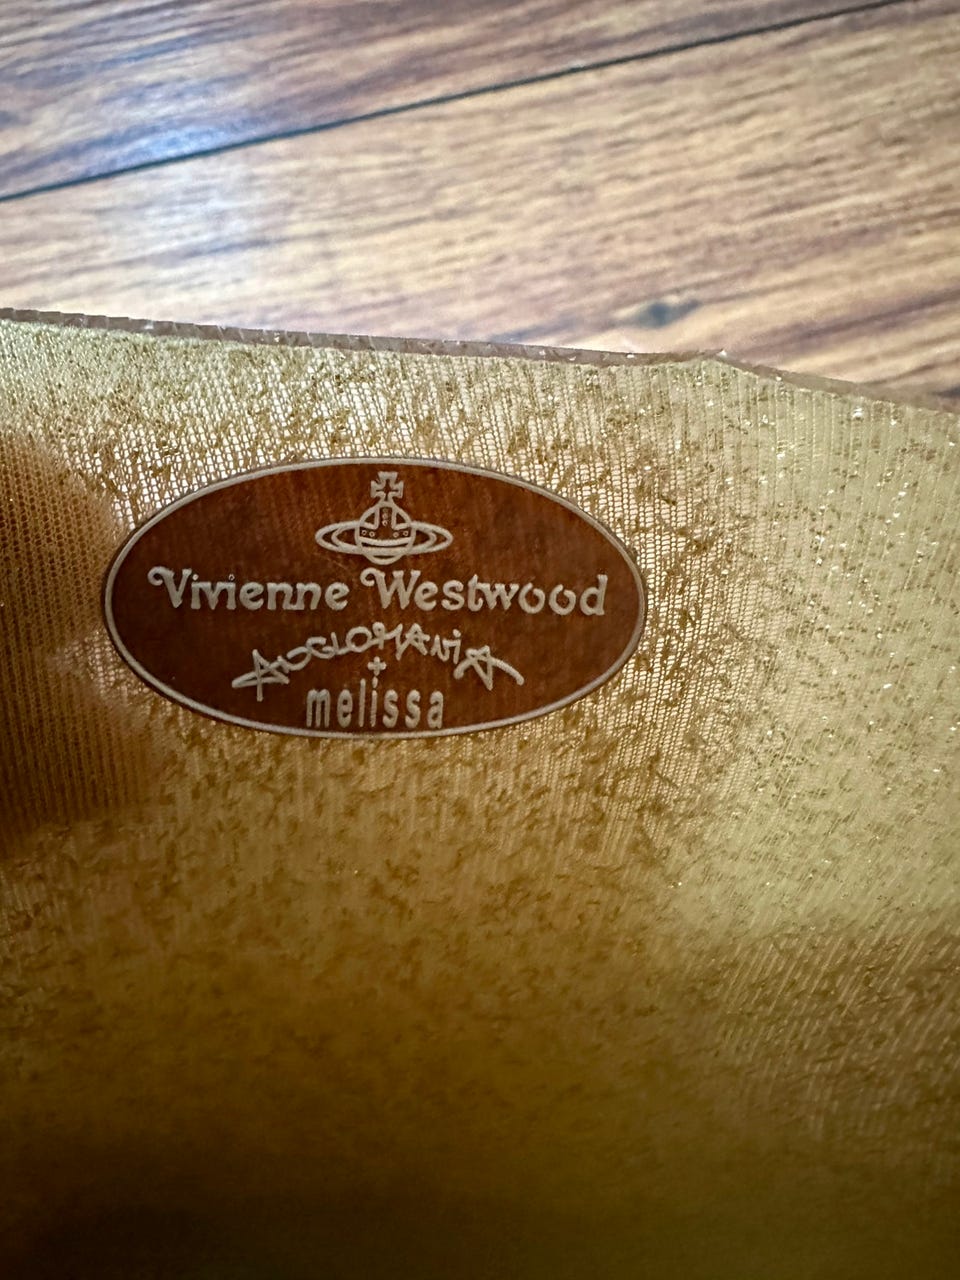 Vivienne Westwood
ANGLOMANiA
+
melissa